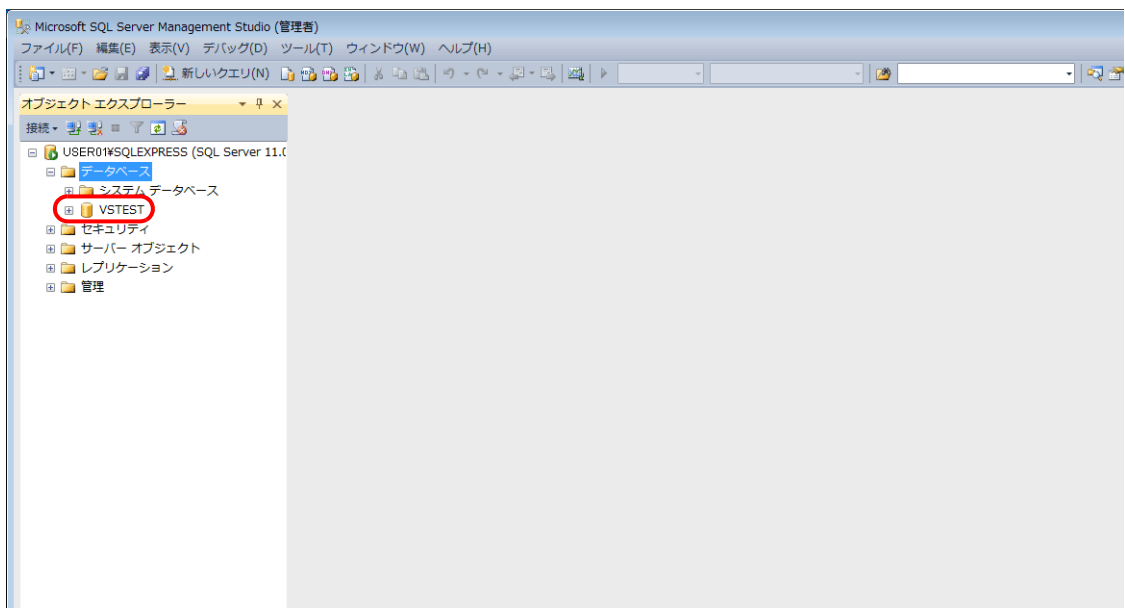 Microsoft SQL Server Management Studio (管理者)
ファイル(F) 編集(E) 表示(V) デバッグ(D) ツール(T) ウィンドウ(W) ヘルプ(H)
新しいクエリ(N)
オブジェクト エクスプローラー
接続
USER01¥SQLEXPRESS (SQL Server 11.0
データベース
システム データベース
VSTEST
セキュリティ
サーバー オブジェクト
レプリケーション
管理